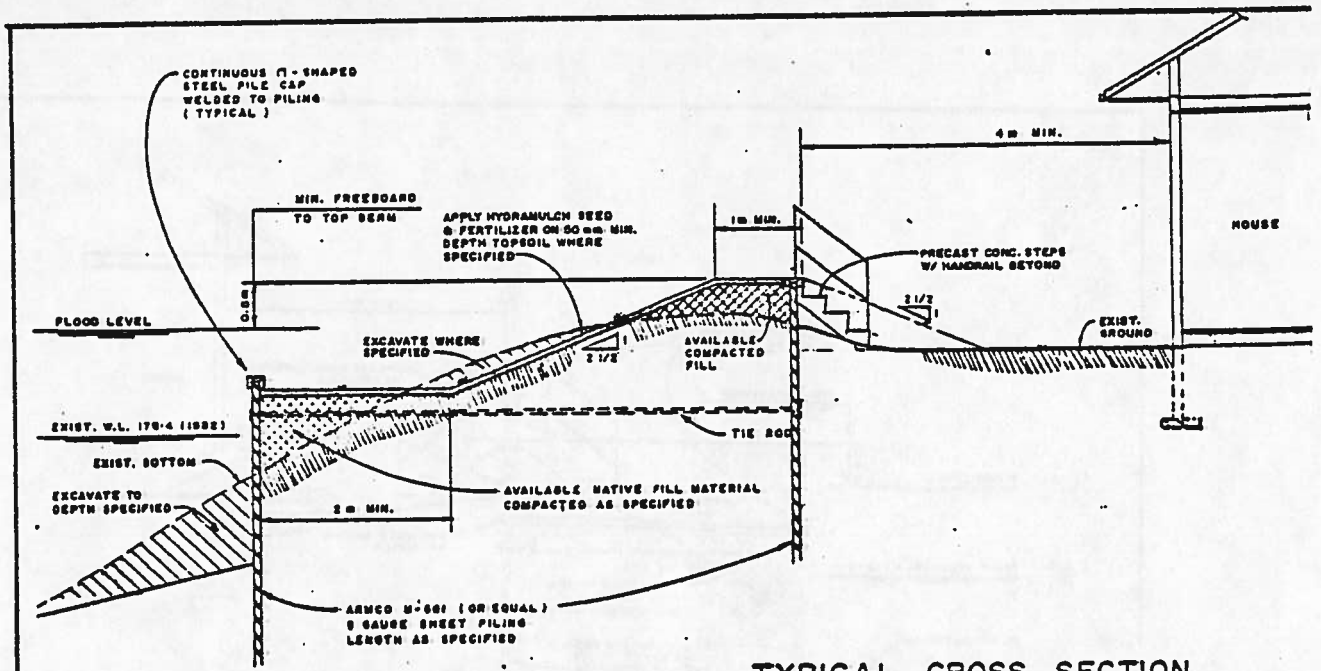 CONTINUOUS ⊓ - SHAPED
STEEL PILE CAP
WELDED TO PILING
( TYPICAL )
4 m MIN.
MIN. FREEBOARD
TO TOP BERM
APPLY HYDRAMULCH SEED
& FERTILIZER ON 50 mm MIN.
DEPTH TOPSOIL WHERE
SPECIFIED
1 m MIN.
PRECAST CONC. STEPS
W/ HANDRAIL BEYOND
HOUSE
FLOOD LEVEL
2 1/2
1
EXIST.
GROUND
EXCAVATE WHERE
SPECIFIED
2 1/2
1
AVAILABLE
COMPACTED
FILL
EXIST. W.L. (1982)
TIE ROD
EXIST. BOTTOM
EXCAVATE TO
DEPTH SPECIFIED
AVAILABLE NATIVE FILL MATERIAL
COMPACTED AS SPECIFIED
2 m MIN.
ARMCO (OR EQUAL)
GAUGE SHEET PILING
LENGTH AS SPECIFIED
TYPICAL CROSS SECTION